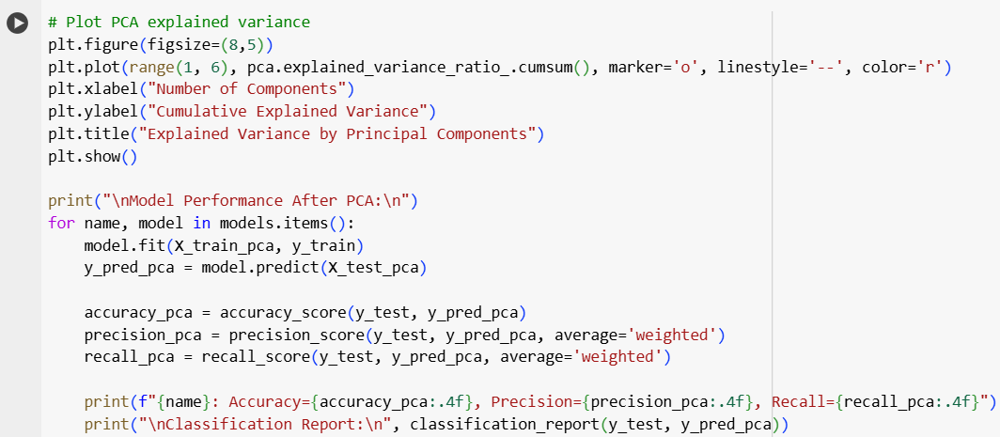 # Plot PCA explained variance
plt.figure(figsize=(8,5))
plt.plot(range(1, 6), pca.explained_variance_ratio_.cumsum(), marker='o', linestyle='--', color='r')
plt.xlabel("Number of Components")
plt.ylabel("Cumulative Explained Variance")
plt.title("Explained Variance by Principal Components")
plt.show()

print("\nModel Performance After PCA:\n")
for name, model in models.items():
    model.fit(X_train_pca, y_train)
    y_pred_pca = model.predict(X_test_pca)

    accuracy_pca = accuracy_score(y_test, y_pred_pca)
    precision_pca = precision_score(y_test, y_pred_pca, average='weighted')
    recall_pca = recall_score(y_test, y_pred_pca, average='weighted')

    print(f"{name}: Accuracy={accuracy_pca:.4f}, Precision={precision_pca:.4f}, Recall={recall_pca:.4f}")
    print("\nClassification Report:\n", classification_report(y_test, y_pred_pca))